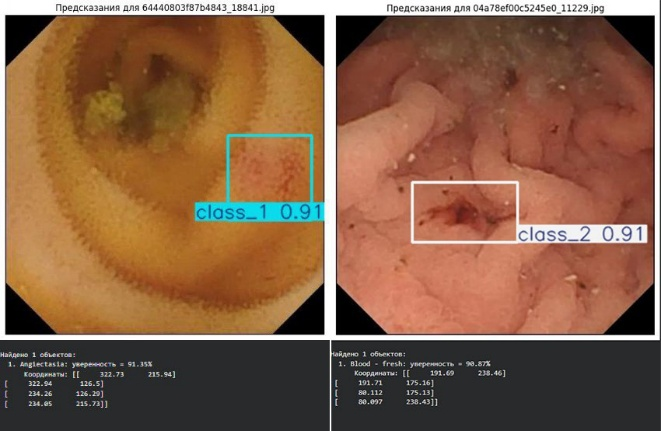 Предсказания для 64440803f87b4843_18841.jpg
class_1 0.91
Найдено 1 объектов:
1. Angiectasia: уверенность = 91.35%
Координаты: [[ 322.73 215.94]
[ 322.94 126.5]
[ 234.26 126.29]
[ 234.05 215.73]]
Предсказания для 04a78ef00c5245e0_11229.jpg
class_2 0.91
Найдено 1 объектов:
1. Blood - fresh: уверенность = 90.87%
Координаты: [[ 191.69 238.46]
[ 191.71 175.16]
[ 80.112 175.13]
[ 80.097 238.43]]